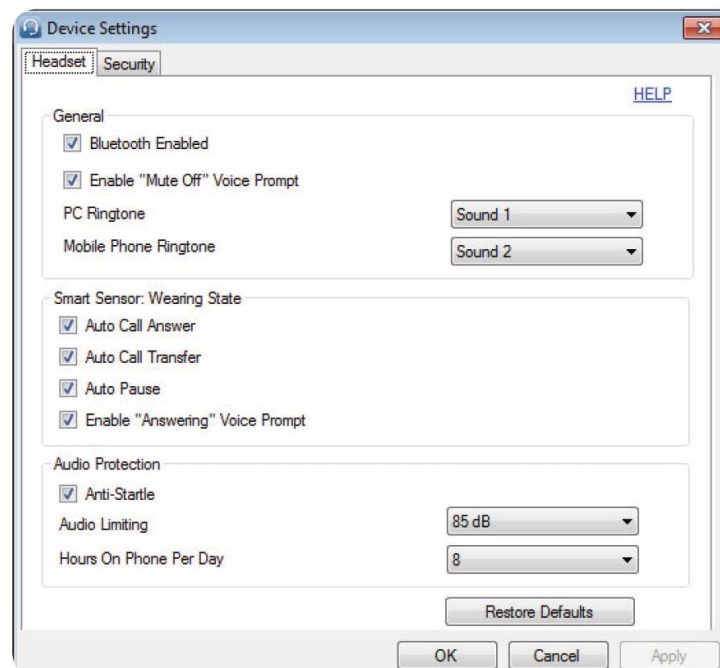 Device Settings
Headset Security
HELP
General
Bluetooth Enabled
Enable "Mute Off" Voice Prompt
PC Ringtone Sound 1
Mobile Phone Ringtone Sound 2
Smart Sensor: Wearing State
Auto Call Answer
Auto Call Transfer
Auto Pause
Enable "Answering" Voice Prompt
Audio Protection
Anti-Startle
Audio Limiting 85 dB
Hours On Phone Per Day 8
Restore Defaults
OK Cancel Apply